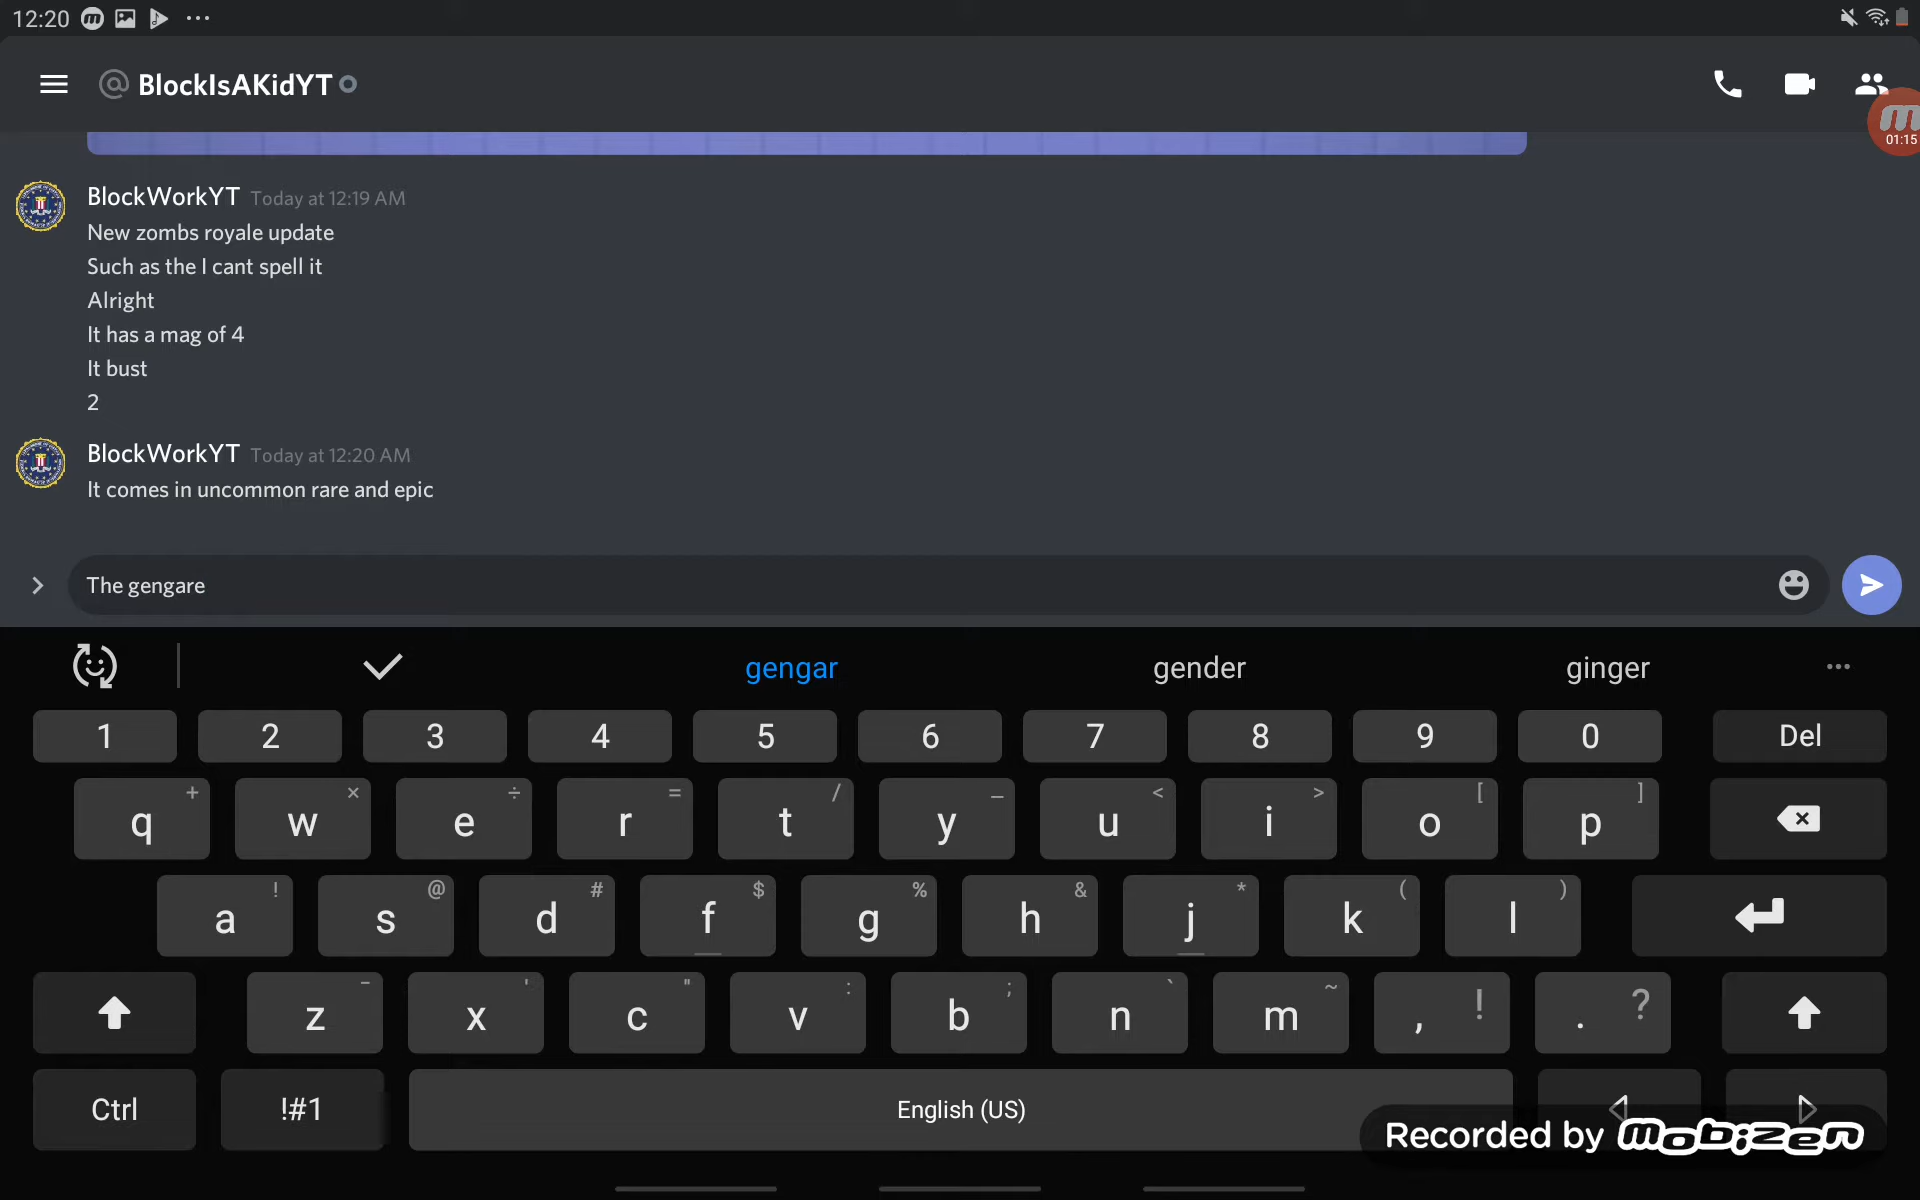 12:20
@ BlockIsAKidYT
01:15
BlockWorkYT Today at 12:19 AM
New zombs royale update
Such as the I cant spell it
Alright
It has a mag of 4
It bust
2
BlockWorkYT Today at 12:20 AM
It comes in uncommon rare and epic
The gengare
gengar gender ginger
1 2 3 4 5 6 7 8 9 0 Del
q + w × e ÷ r = t / y _ u < i > o [ p ]
a ! s @ d # f $ g % h & j * k ( l )
z - x ' c " v : b ; n ` m ~ , ! . ?
Ctrl !#1 English (US)
Recorded by mobizen